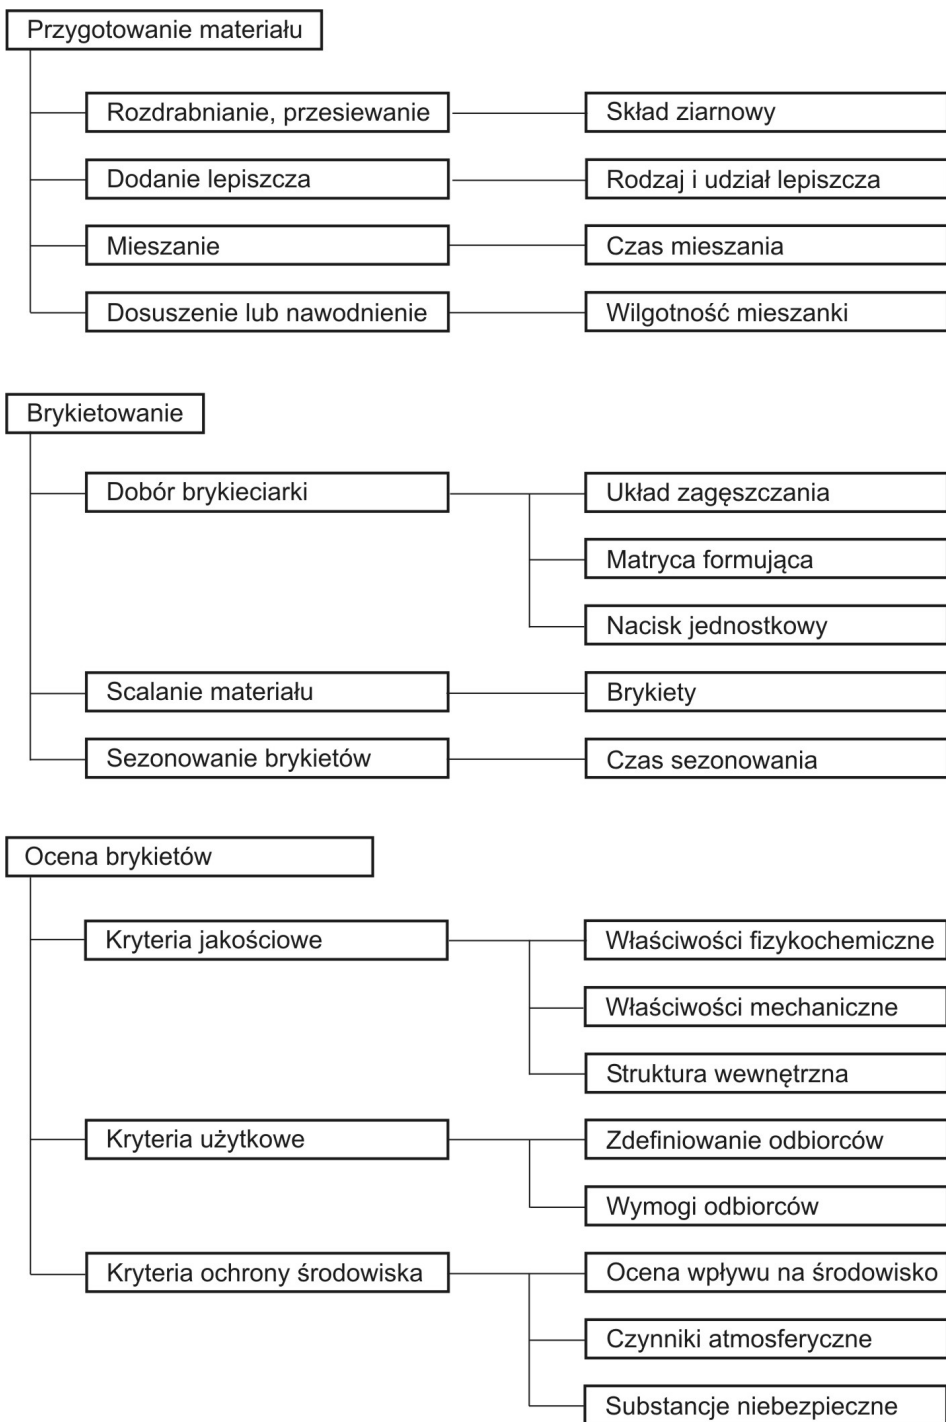 Przygotowanie materiału
Rozdrabnianie, przesiewanie
Skład ziarnowy
Dodanie lepiszcza
Rodzaj i udział lepiszcza
Mieszanie
Czas mieszania
Dosuszenie lub nawodnienie
Wilgotność mieszanki
Brykietowanie
Dobór brykieciarki
Układ zagęszczania
Matryca formująca
Nacisk jednostkowy
Scalanie materiału
Brykiety
Sezonowanie brykietów
Czas sezonowania
Ocena brykietów
Kryteria jakościowe
Właściwości fizykochemiczne
Właściwości mechaniczne
Struktura wewnętrzna
Kryteria użytkowe
Zdefiniowanie odbiorców
Wymogi odbiorców
Kryteria ochrony środowiska
Ocena wpływu na środowisko
Czynniki atmosferyczne
Substancje niebezpieczne